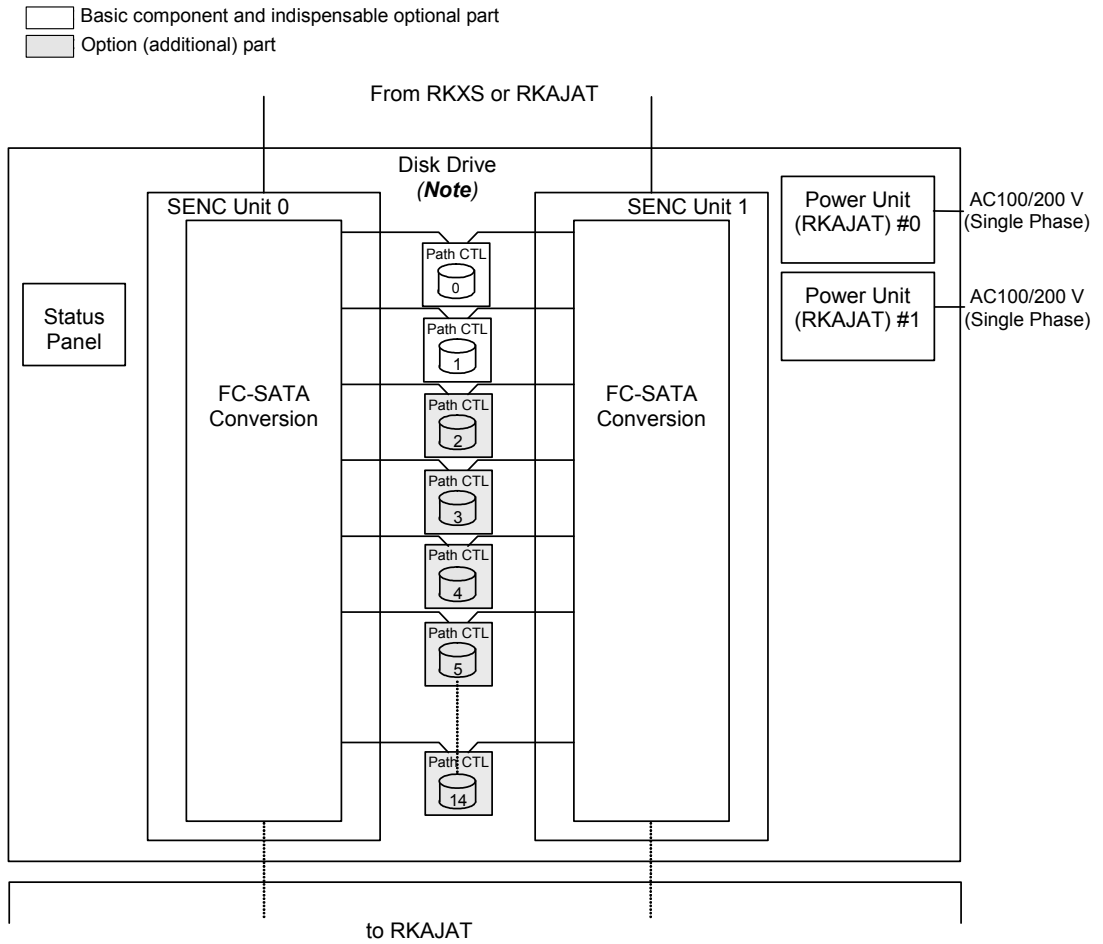 Basic component and indispensable optional part
Option (additional) part
From RKXS or RKAJAT
Disk Drive
(Note)
SENC Unit 0
SENC Unit 1
Power Unit
(RKAJAT) #0
AC100/200 V
(Single Phase)
Power Unit
(RKAJAT) #1
AC100/200 V
(Single Phase)
Status
Panel
FC-SATA
Conversion
FC-SATA
Conversion
Path CTL
0
Path CTL
1
Path CTL
2
Path CTL
3
Path CTL
4
Path CTL
5
Path CTL
14
to RKAJAT